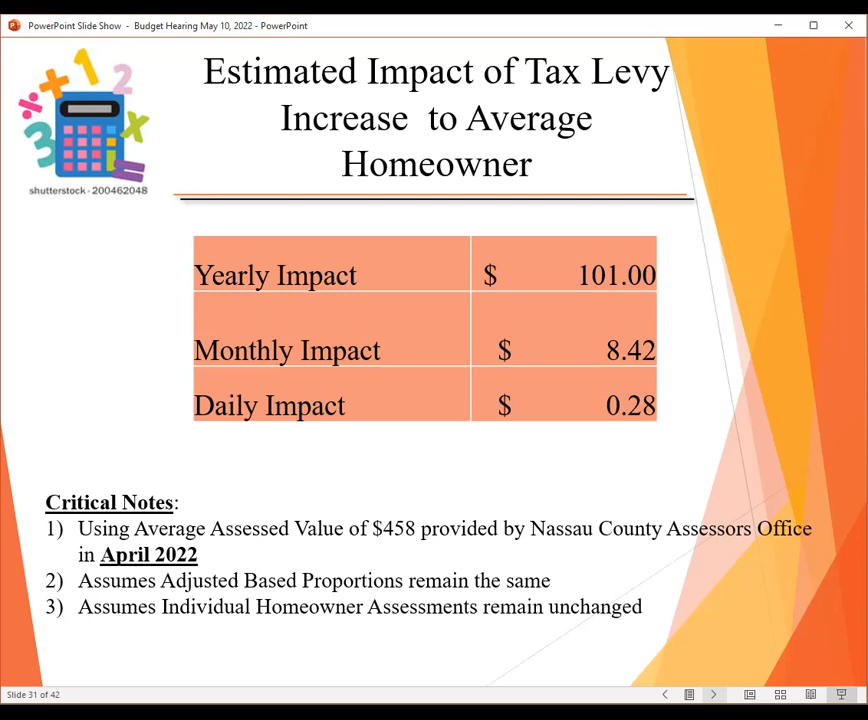 PowerPoint Slide Show - Budget Hearing May 10, 2022 - PowerPoint
Estimated Impact of Tax Levy
Increase to Average
Homeowner
shutterstock · 200462048
Yearly Impact $ 101.00
Monthly Impact $ 8.42
Daily Impact $ 0.28
Critical Notes:
1) Using Average Assessed Value of $458 provided by Nassau County Assessors Office
in April 2022
2) Assumes Adjusted Based Proportions remain the same
3) Assumes Individual Homeowner Assessments remain unchanged
Slide 31 of 42